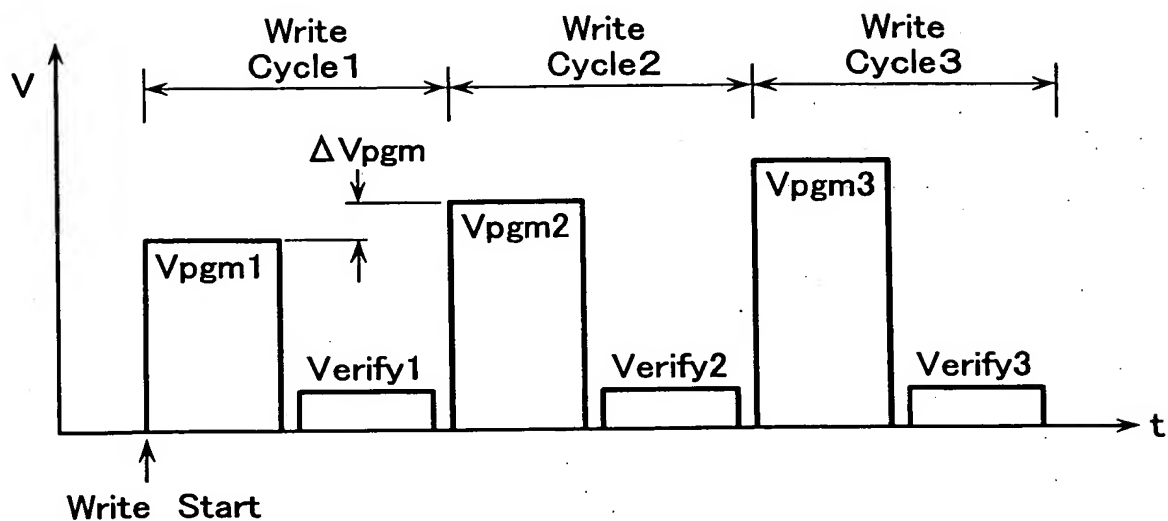 Write
Cycle1
Write
Cycle2
Write
Cycle3
V
ΔVpgm
Vpgm1
Vpgm2
Vpgm3
Verify1
Verify2
Verify3
t
Write Start